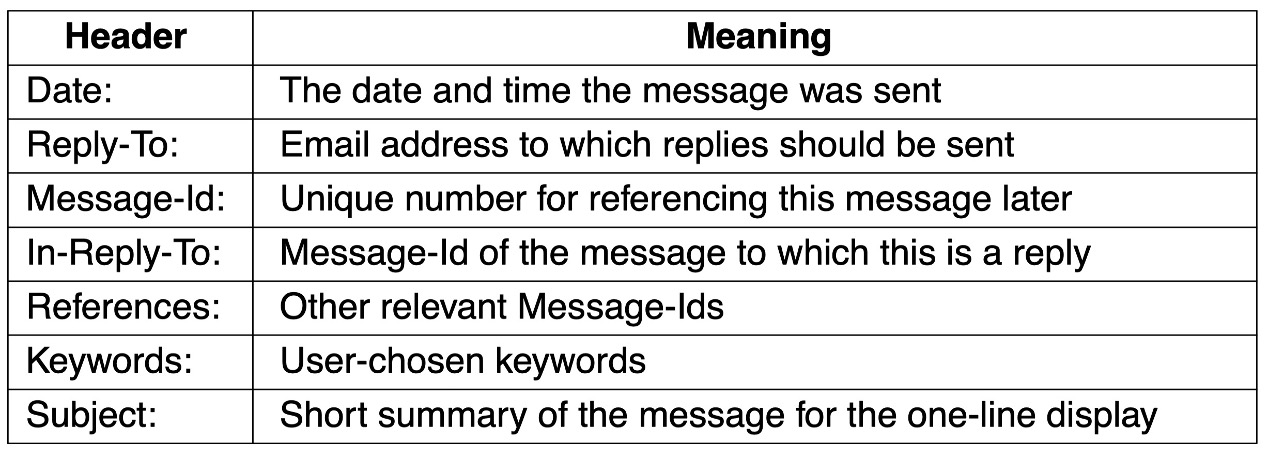 Header Meaning
Date: The date and time the message was sent
Reply-To: Email address to which replies should be sent
Message-Id: Unique number for referencing this message later
In-Reply-To: Message-Id of the message to which this is a reply
References: Other relevant Message-Ids
Keywords: User-chosen keywords
Subject: Short summary of the message for the one-line display